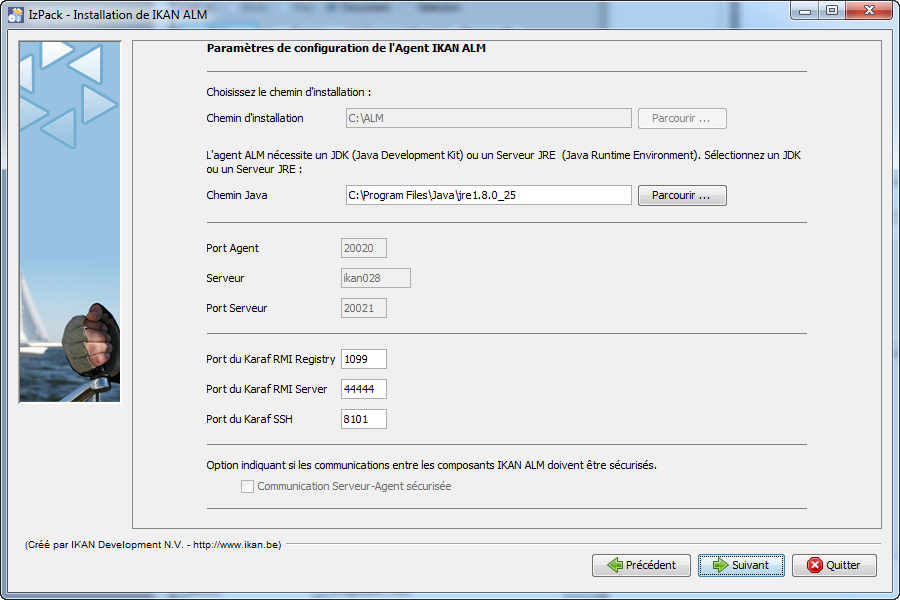 IzPack - Installation de IKAN ALM
Paramètres de configuration de l'Agent IKAN ALM
Choisissez le chemin d'installation :
Chemin d'installation C:\ALM Parcourir ...
L'agent ALM nécessite un JDK (Java Development Kit) ou un Serveur JRE (Java Runtime Environment). Sélectionnez un JDK
ou un Serveur JRE :
Chemin Java C:\Program Files\Java\jre1.8.0_25 Parcourir ...
Port Agent 20020
Serveur ikan028
Port Serveur 20021
Port du Karaf RMI Registry 1099
Port du Karaf RMI Server 44444
Port du Karaf SSH 8101
Option indiquant si les communications entre les composants IKAN ALM doivent être sécurisés.
Communication Serveur-Agent sécurisée
(Créé par IKAN Development N.V. - http://www.ikan.be)
Précédent Suivant Quitter